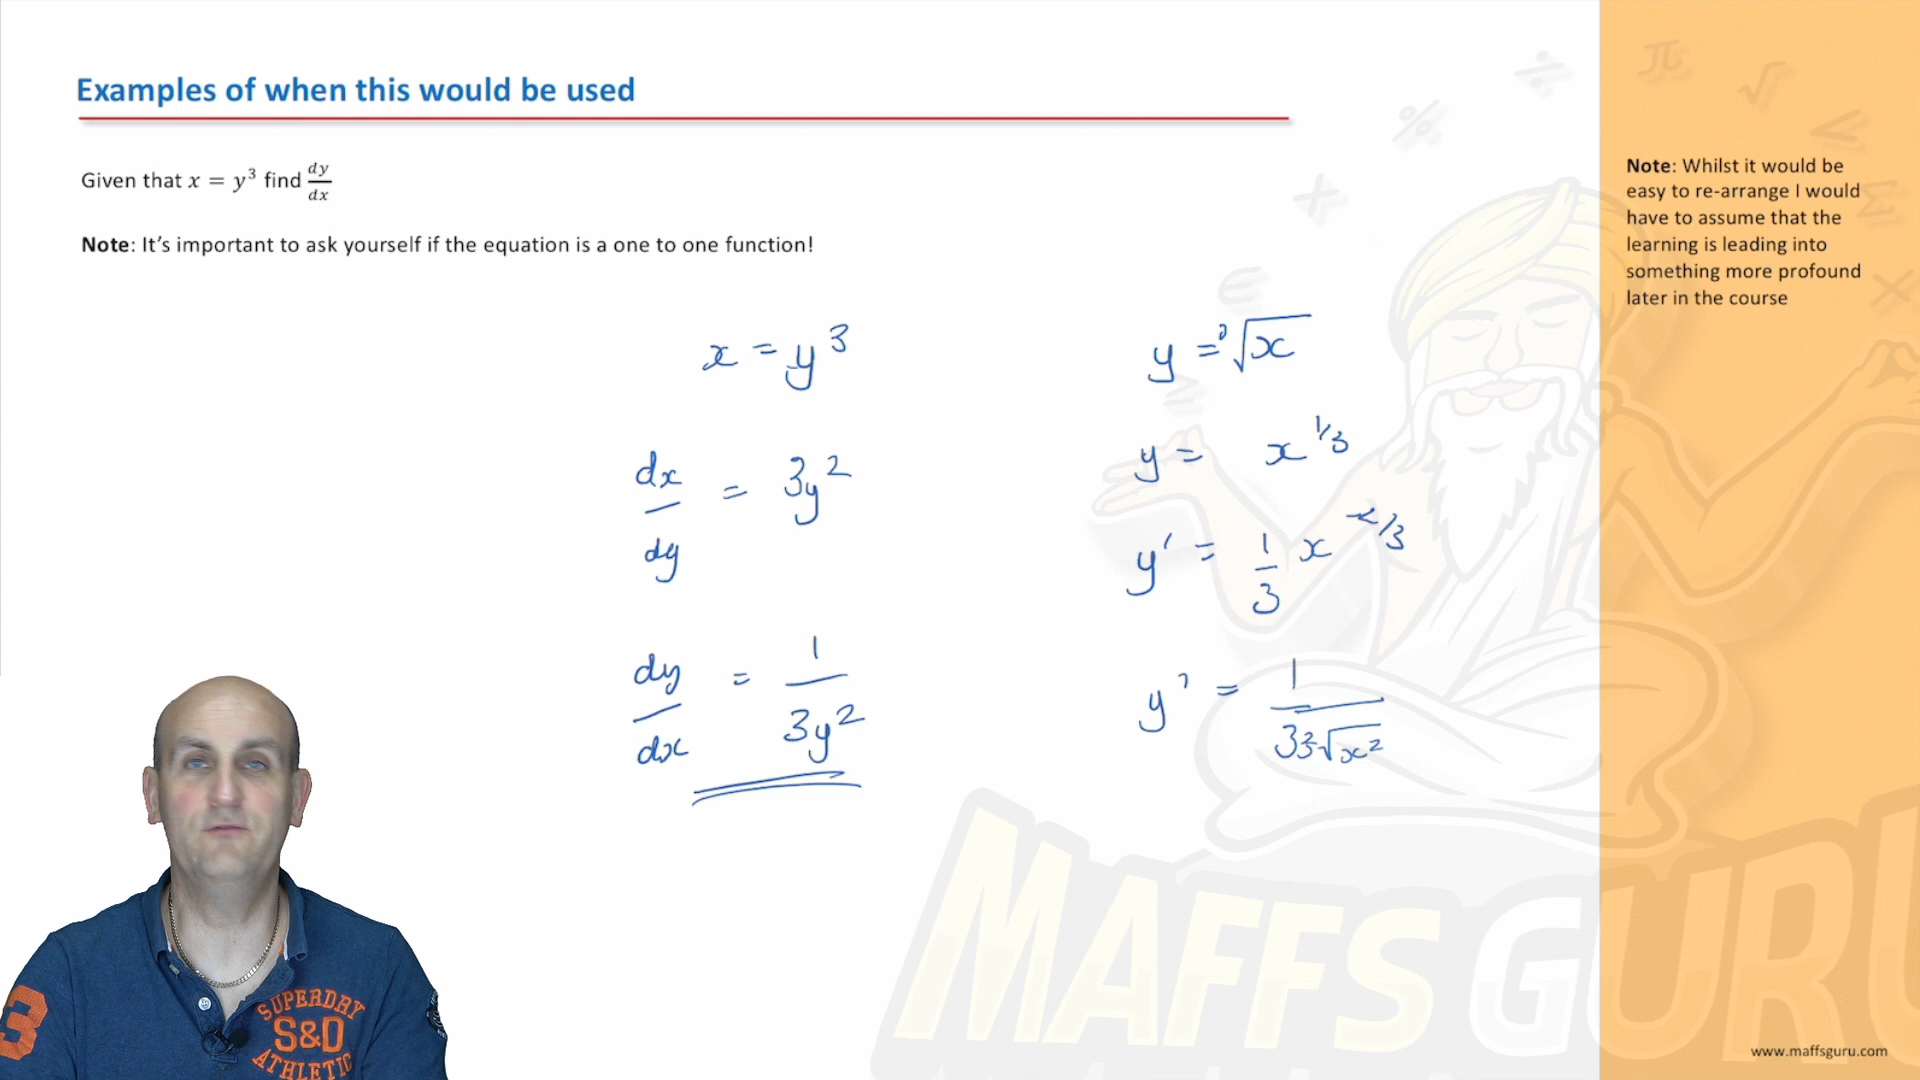 Examples of when this would be used
Given that x = y³ find dy/dx
Note: It's important to ask yourself if the equation is a one to one function!
x = y³
dx/dy = 3y²
dy/dx = 1/3y²
y = ³√x
y = x^1/3
y' = 1/3 x^-2/3
y' = 1/3³√x²
Note: Whilst it would be
easy to re-arrange I would
have to assume that the
learning is leading into
something more profound
later in the course
MAFFS GURU
3
SUPERDRY
S&D
ATHLETIC
www.maffsguru.com